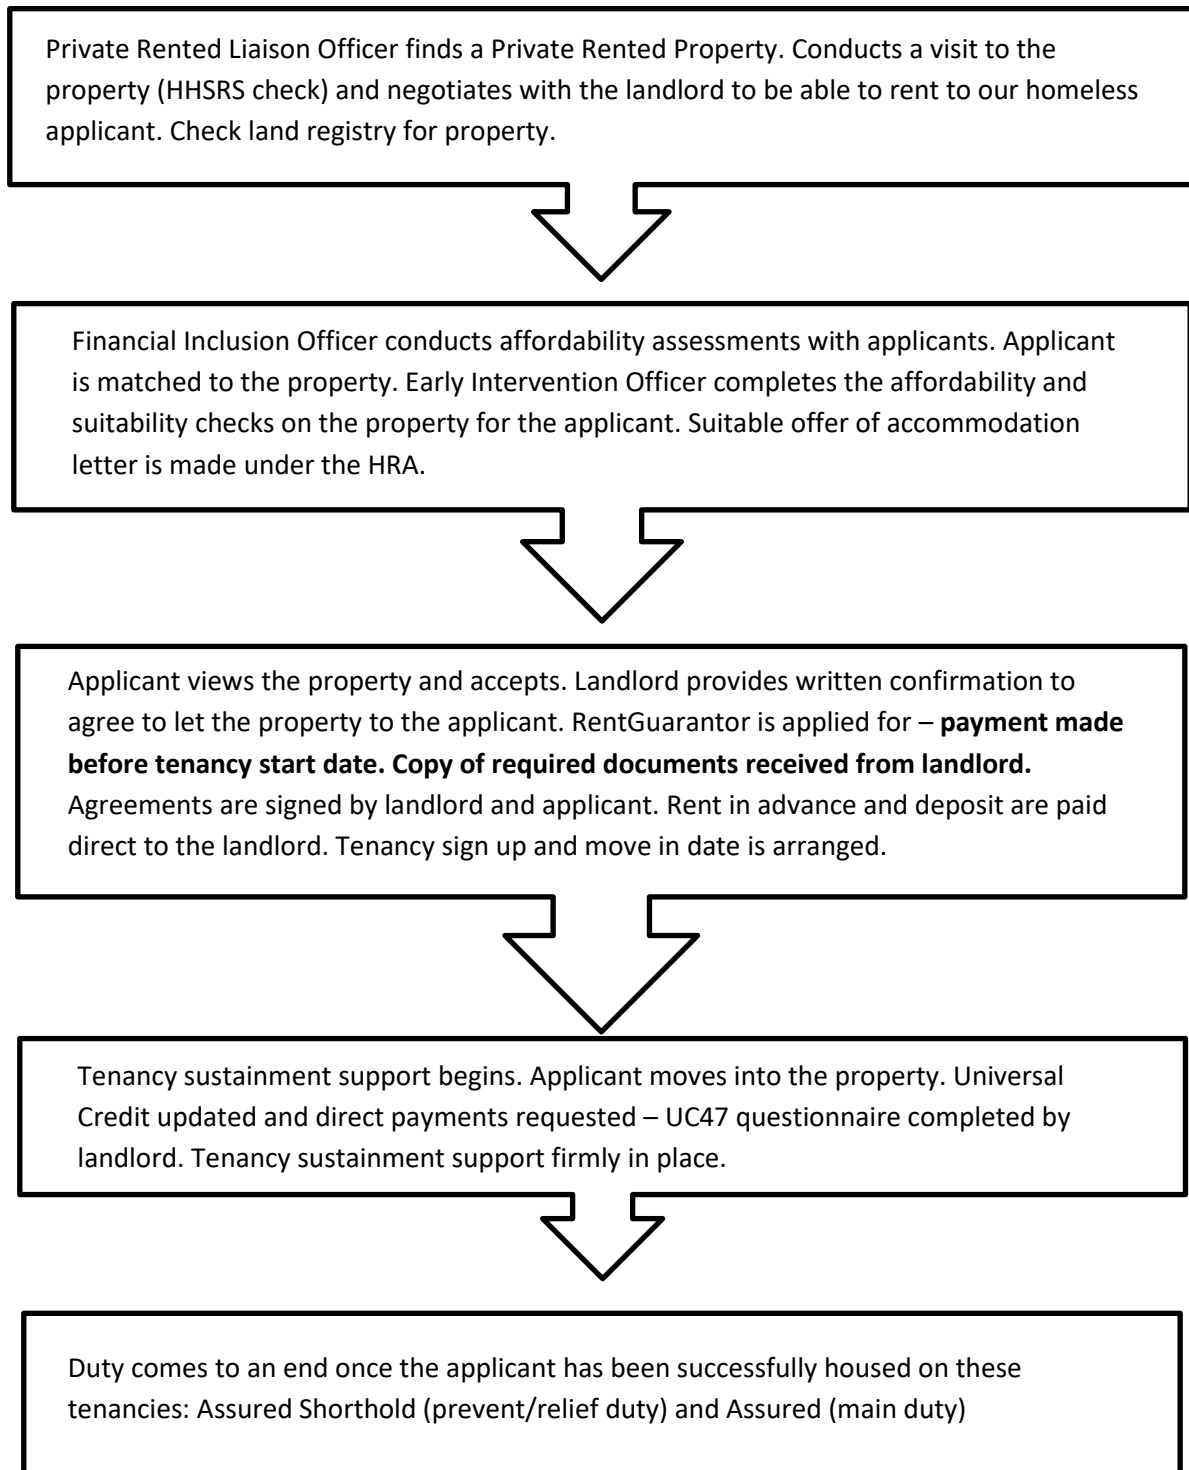 Private Rented Liaison Officer finds a Private Rented Property. Conducts a visit to the
property (HHSRS check) and negotiates with the landlord to be able to rent to our homeless
applicant. Check land registry for property.
Financial Inclusion Officer conducts affordability assessments with applicants. Applicant
is matched to the property. Early Intervention Officer completes the affordability and
suitability checks on the property for the applicant. Suitable offer of accommodation
letter is made under the HRA.
Applicant views the property and accepts. Landlord provides written confirmation to
agree to let the property to the applicant. RentGuarantor is applied for – payment made
before tenancy start date. Copy of required documents received from landlord.
Agreements are signed by landlord and applicant. Rent in advance and deposit are paid
direct to the landlord. Tenancy sign up and move in date is arranged.
Tenancy sustainment support begins. Applicant moves into the property. Universal
Credit updated and direct payments requested – UC47 questionnaire completed by
landlord. Tenancy sustainment support firmly in place.
Duty comes to an end once the applicant has been successfully housed on these
tenancies: Assured Shorthold (prevent/relief duty) and Assured (main duty)